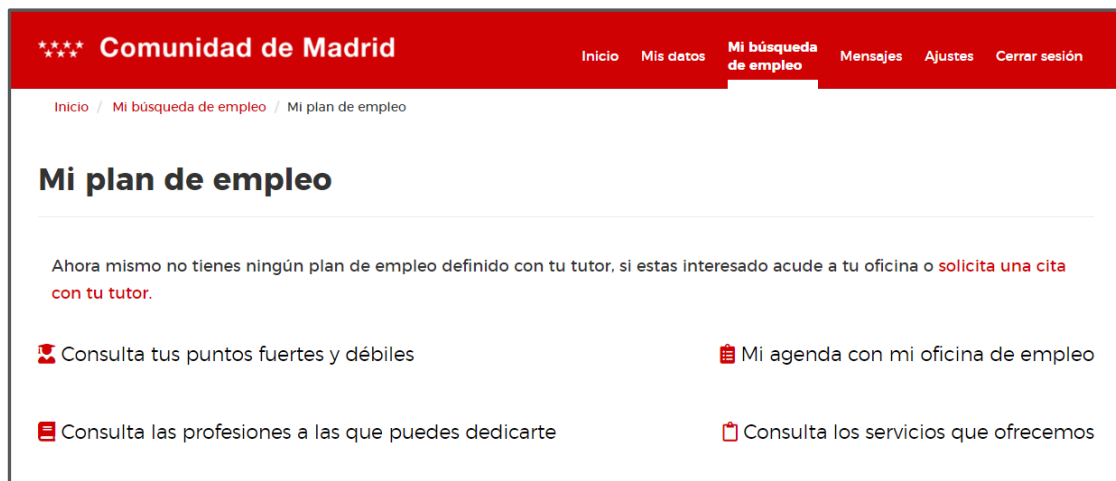 Comunidad de Madrid
Inicio
Mis datos
Mi búsqueda
de empleo
Mensajes
Ajustes
Cerrar sesión
Inicio / Mi búsqueda de empleo / Mi plan de empleo
Mi plan de empleo
Ahora mismo no tienes ningún plan de empleo definido con tu tutor, si estas interesado acude a tu oficina o solicita una cita
con tu tutor.
Consulta tus puntos fuertes y débiles
Mi agenda con mi oficina de empleo
Consulta las profesiones a las que puedes dedicarte
Consulta los servicios que ofrecemos